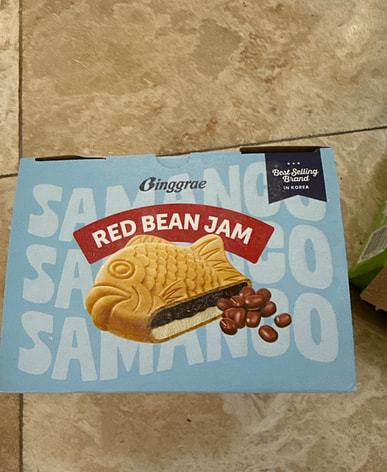 Binggrae
Best Selling
Brand
IN KOREA
SAMANCO
RED BEAN JAM
SAMANCO
SAMANCO